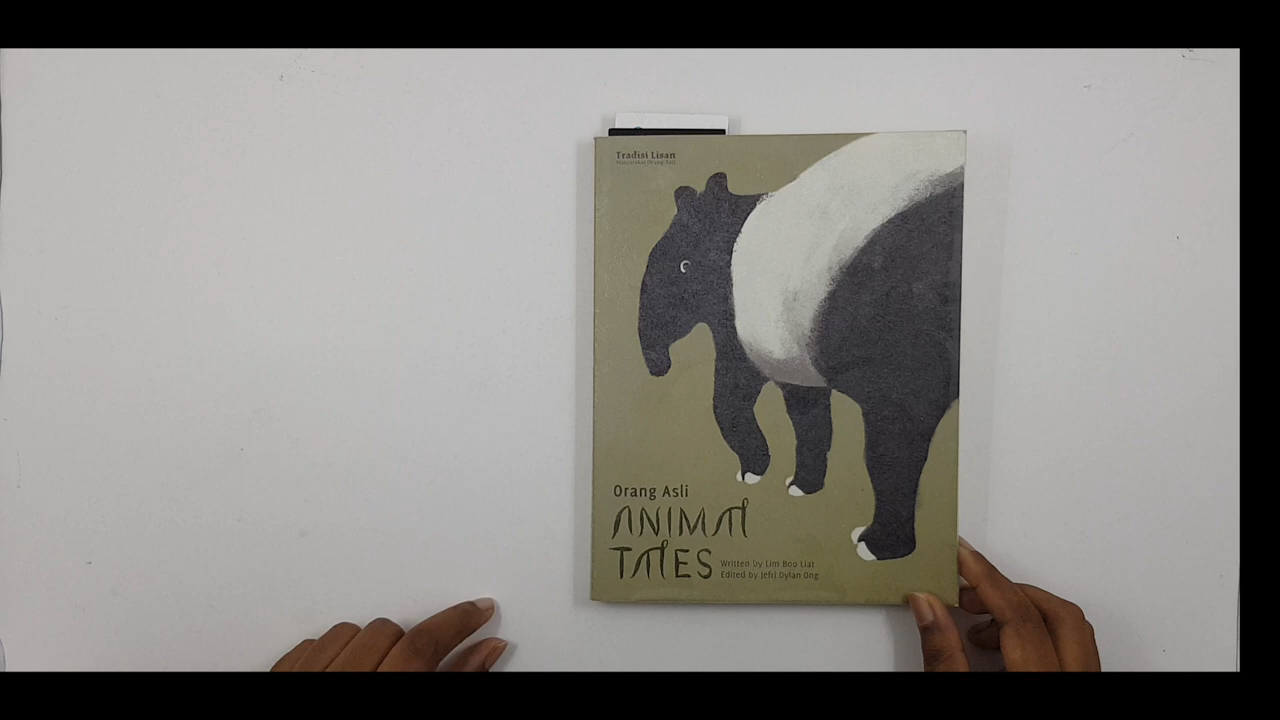 Tradisi Lisan
Masyarakat Orang Asli
Orang Asli
ANIMAL
TALES
Written by Lim Boo Liat
Edited by Jefri Dylan Ong